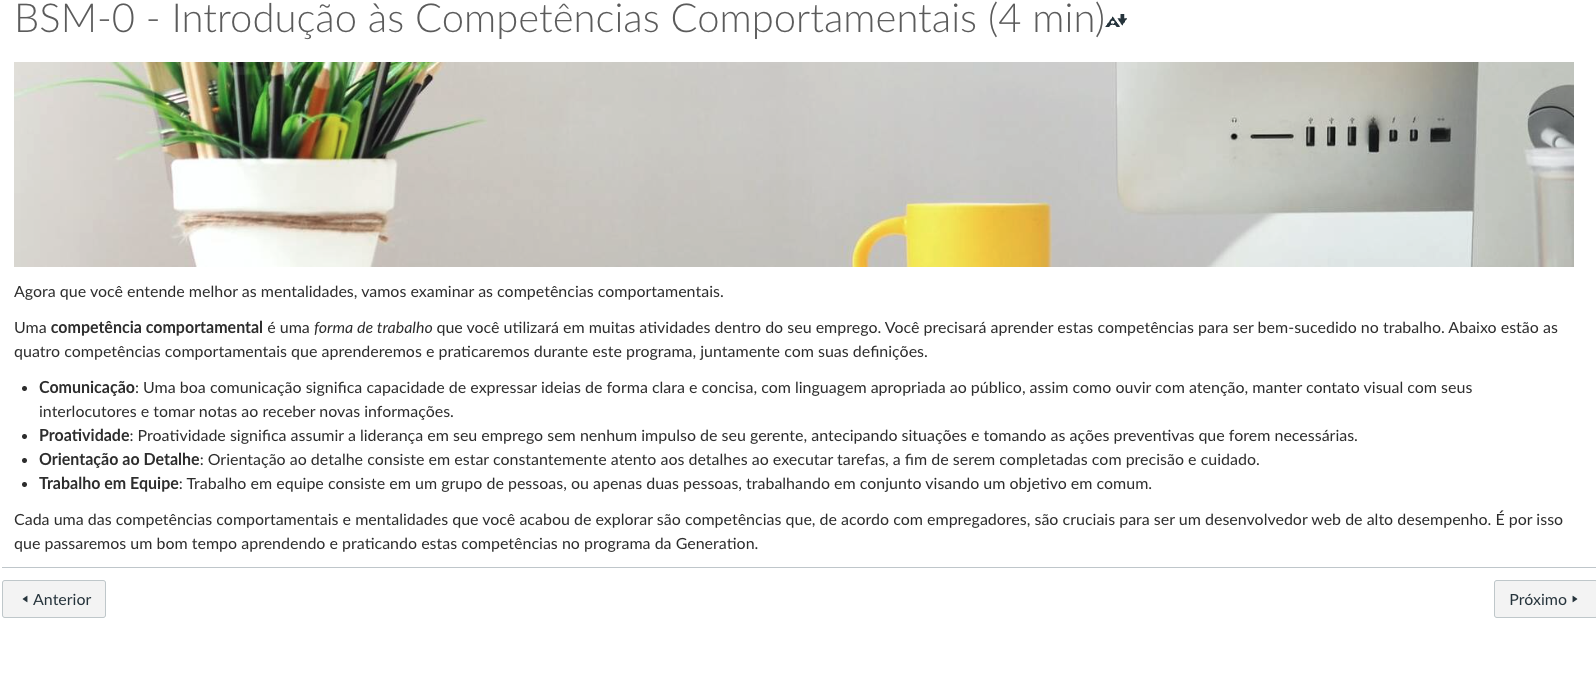 BSM-0 - Introdução às Competências Comportamentais (4 min)
Agora que você entende melhor as mentalidades, vamos examinar as competências comportamentais.
Uma competência comportamental é uma forma de trabalho que você utilizará em muitas atividades dentro do seu emprego. Você precisará aprender estas competências para ser bem-sucedido no trabalho. Abaixo estão as
quatro competências comportamentais que aprenderemos e praticaremos durante este programa, juntamente com suas definições.
• Comunicação: Uma boa comunicação significa capacidade de expressar ideias de forma clara e concisa, com linguagem apropriada ao público, assim como ouvir com atenção, manter contato visual com seus
interlocutores e tomar notas ao receber novas informações.
• Proatividade: Proatividade significa assumir a liderança em seu emprego sem nenhum impulso de seu gerente, antecipando situações e tomando as ações preventivas que forem necessárias.
• Orientação ao Detalhe: Orientação ao detalhe consiste em estar constantemente atento aos detalhes ao executar tarefas, a fim de serem completadas com precisão e cuidado.
• Trabalho em Equipe: Trabalho em equipe consiste em um grupo de pessoas, ou apenas duas pessoas, trabalhando em conjunto visando um objetivo em comum.
Cada uma das competências comportamentais e mentalidades que você acabou de explorar são competências que, de acordo com empregadores, são cruciais para ser um desenvolvedor web de alto desempenho. É por isso
que passaremos um bom tempo aprendendo e praticando estas competências no programa da Generation.
Anterior
Próximo